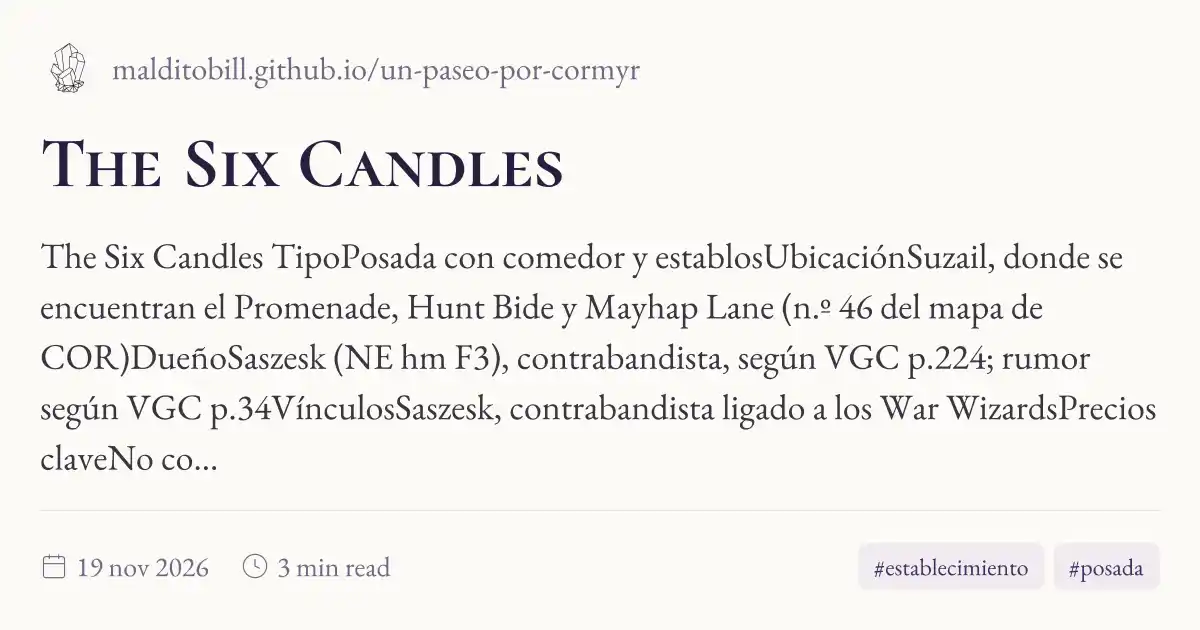 malditobill.github.io/un-paseo-por-cormyr
The Six Candles
The Six Candles TipoPosada con comedor y establosUbicaciónSuzail, donde se
encuentran el Promenade, Hunt Bide y Mayhap Lane (n.º 46 del mapa de
COR)DueñoSaszesk (NE hm F3), contrabandista, según VGC p.224; rumor
según VGC p.34VínculosSaszesk, contrabandista ligado a los War WizardsPrecios
claveNo co...
19 nov 2026 3 min read #establecimiento #posada